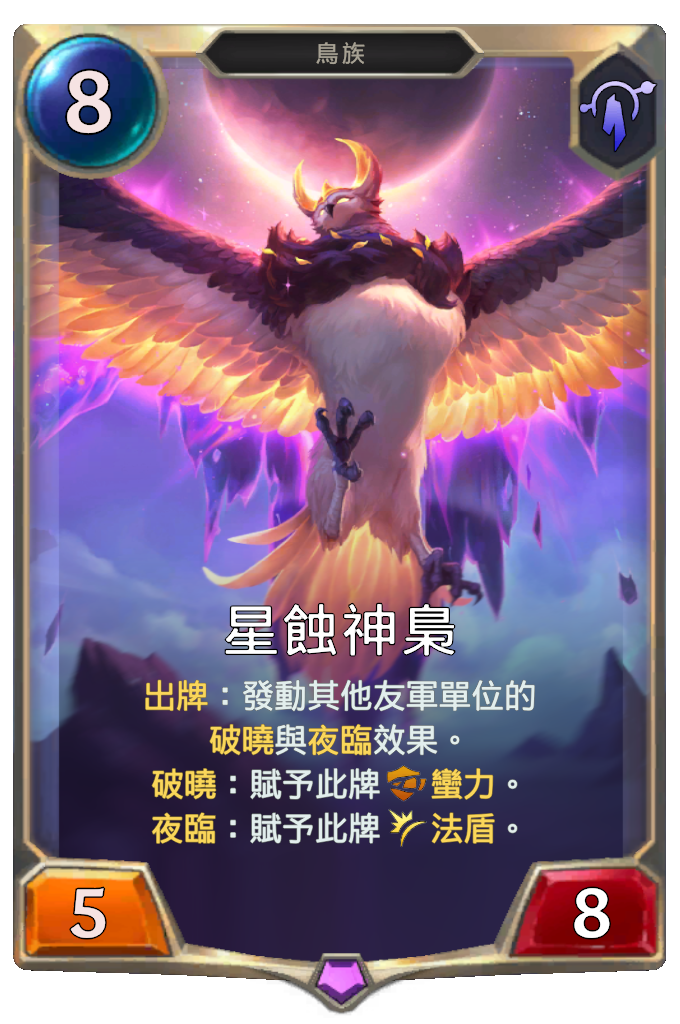 8
鳥族
星蝕神梟
出牌：發動其他友軍單位的
破曉與夜臨效果。
破曉：賦予此牌蠻力。
夜臨：賦予此牌法盾。
5
8